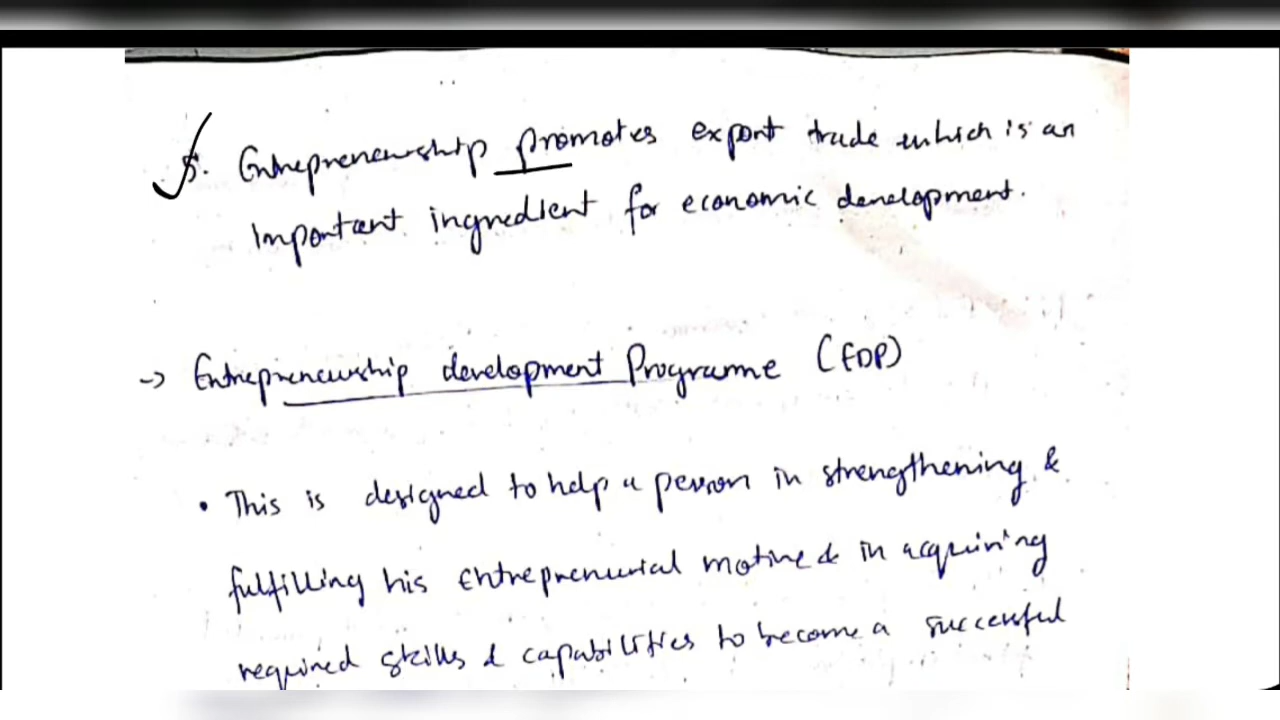 8. Entrepreneurship promotes export trade which is an
Important ingredient for economic development.
-> Entrepreneurship development Programme (EDP)
• This is designed to help a person in strengthening &
fulfilling his entrepreneurial motive & in acquiring
required skills & capabilities to become a successful